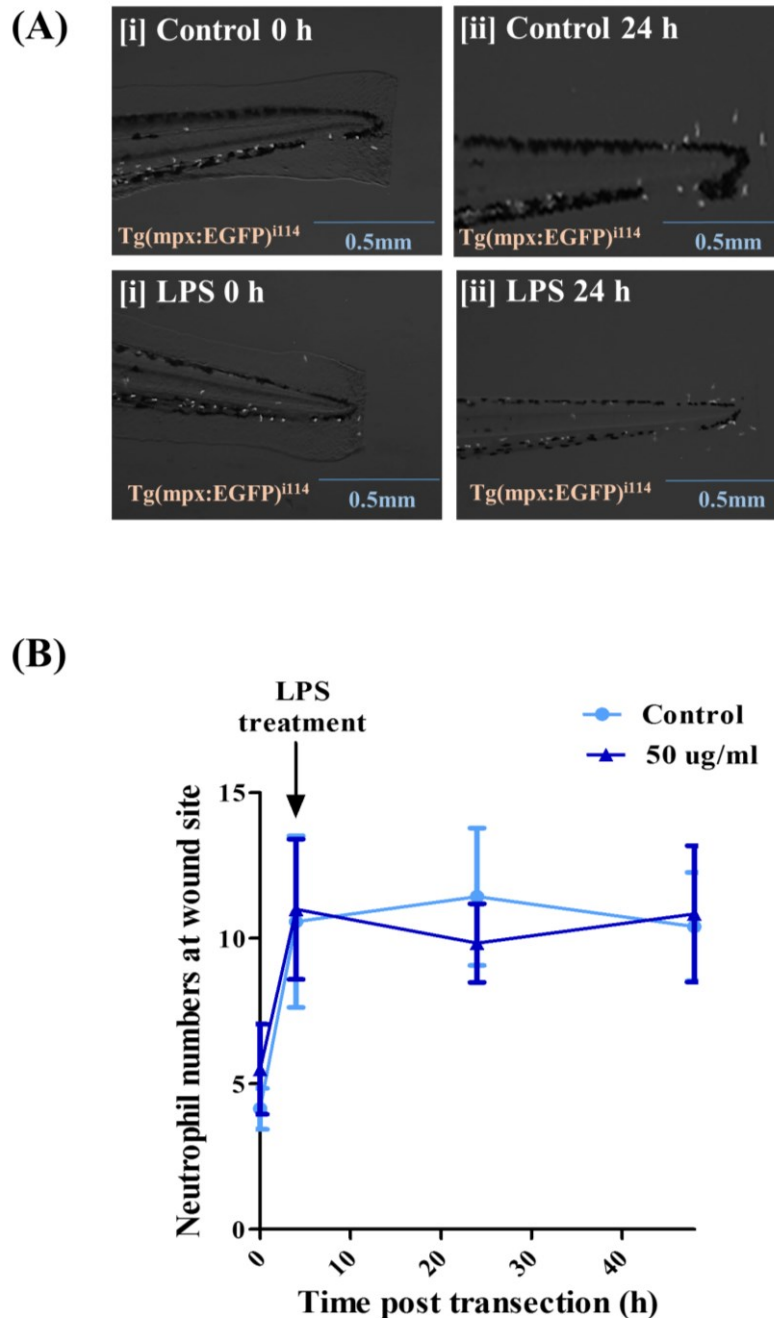 (A)
[i] Control 0 h
[ii] Control 24 h
Tg(mpx:EGFP)ⁱ¹¹⁴
0.5mm
Tg(mpx:EGFP)ⁱ¹¹⁴
0.5mm
[i] LPS 0 h
[ii] LPS 24 h
Tg(mpx:EGFP)ⁱ¹¹⁴
0.5mm
Tg(mpx:EGFP)ⁱ¹¹⁴
0.5mm
(B)
LPS
treatment
Control
50 ug/ml
Neutrophil numbers at wound site
15
10
5
0
0 10 20 30 40
Time post transection (h)